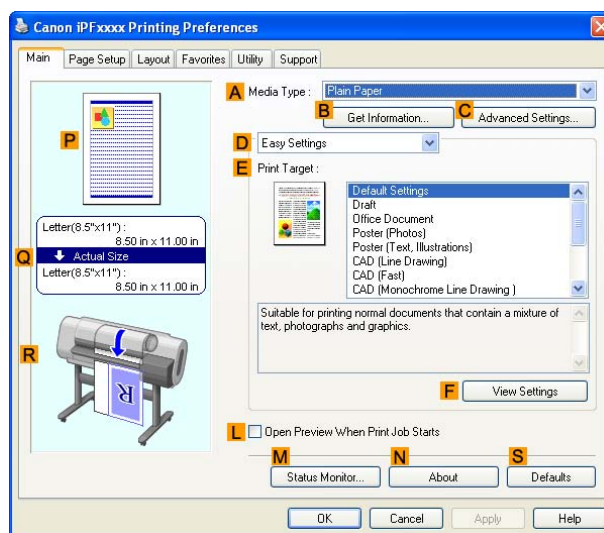 Canon iPFxxxx Printing Preferences
Main Page Setup Layout Favorites Utility Support
A Media Type : Plain Paper
B Get Information... C Advanced Settings...
D Easy Settings
E Print Target :
Default Settings
Draft
Office Document
Poster (Photos)
Poster (Text, Illustrations)
CAD (Line Drawing)
CAD (Fast)
CAD (Monochrome Line Drawing )
Suitable for printing normal documents that contain a mixture of
text, photographs and graphics.
F View Settings
P
Q
Letter(8.5"x11") :
8.50 in x 11.00 in
Actual Size
Letter(8.5"x11") :
8.50 in x 11.00 in
R
R
L Open Preview When Print Job Starts
M Status Monitor... N About S Defaults
OK Cancel Apply Help